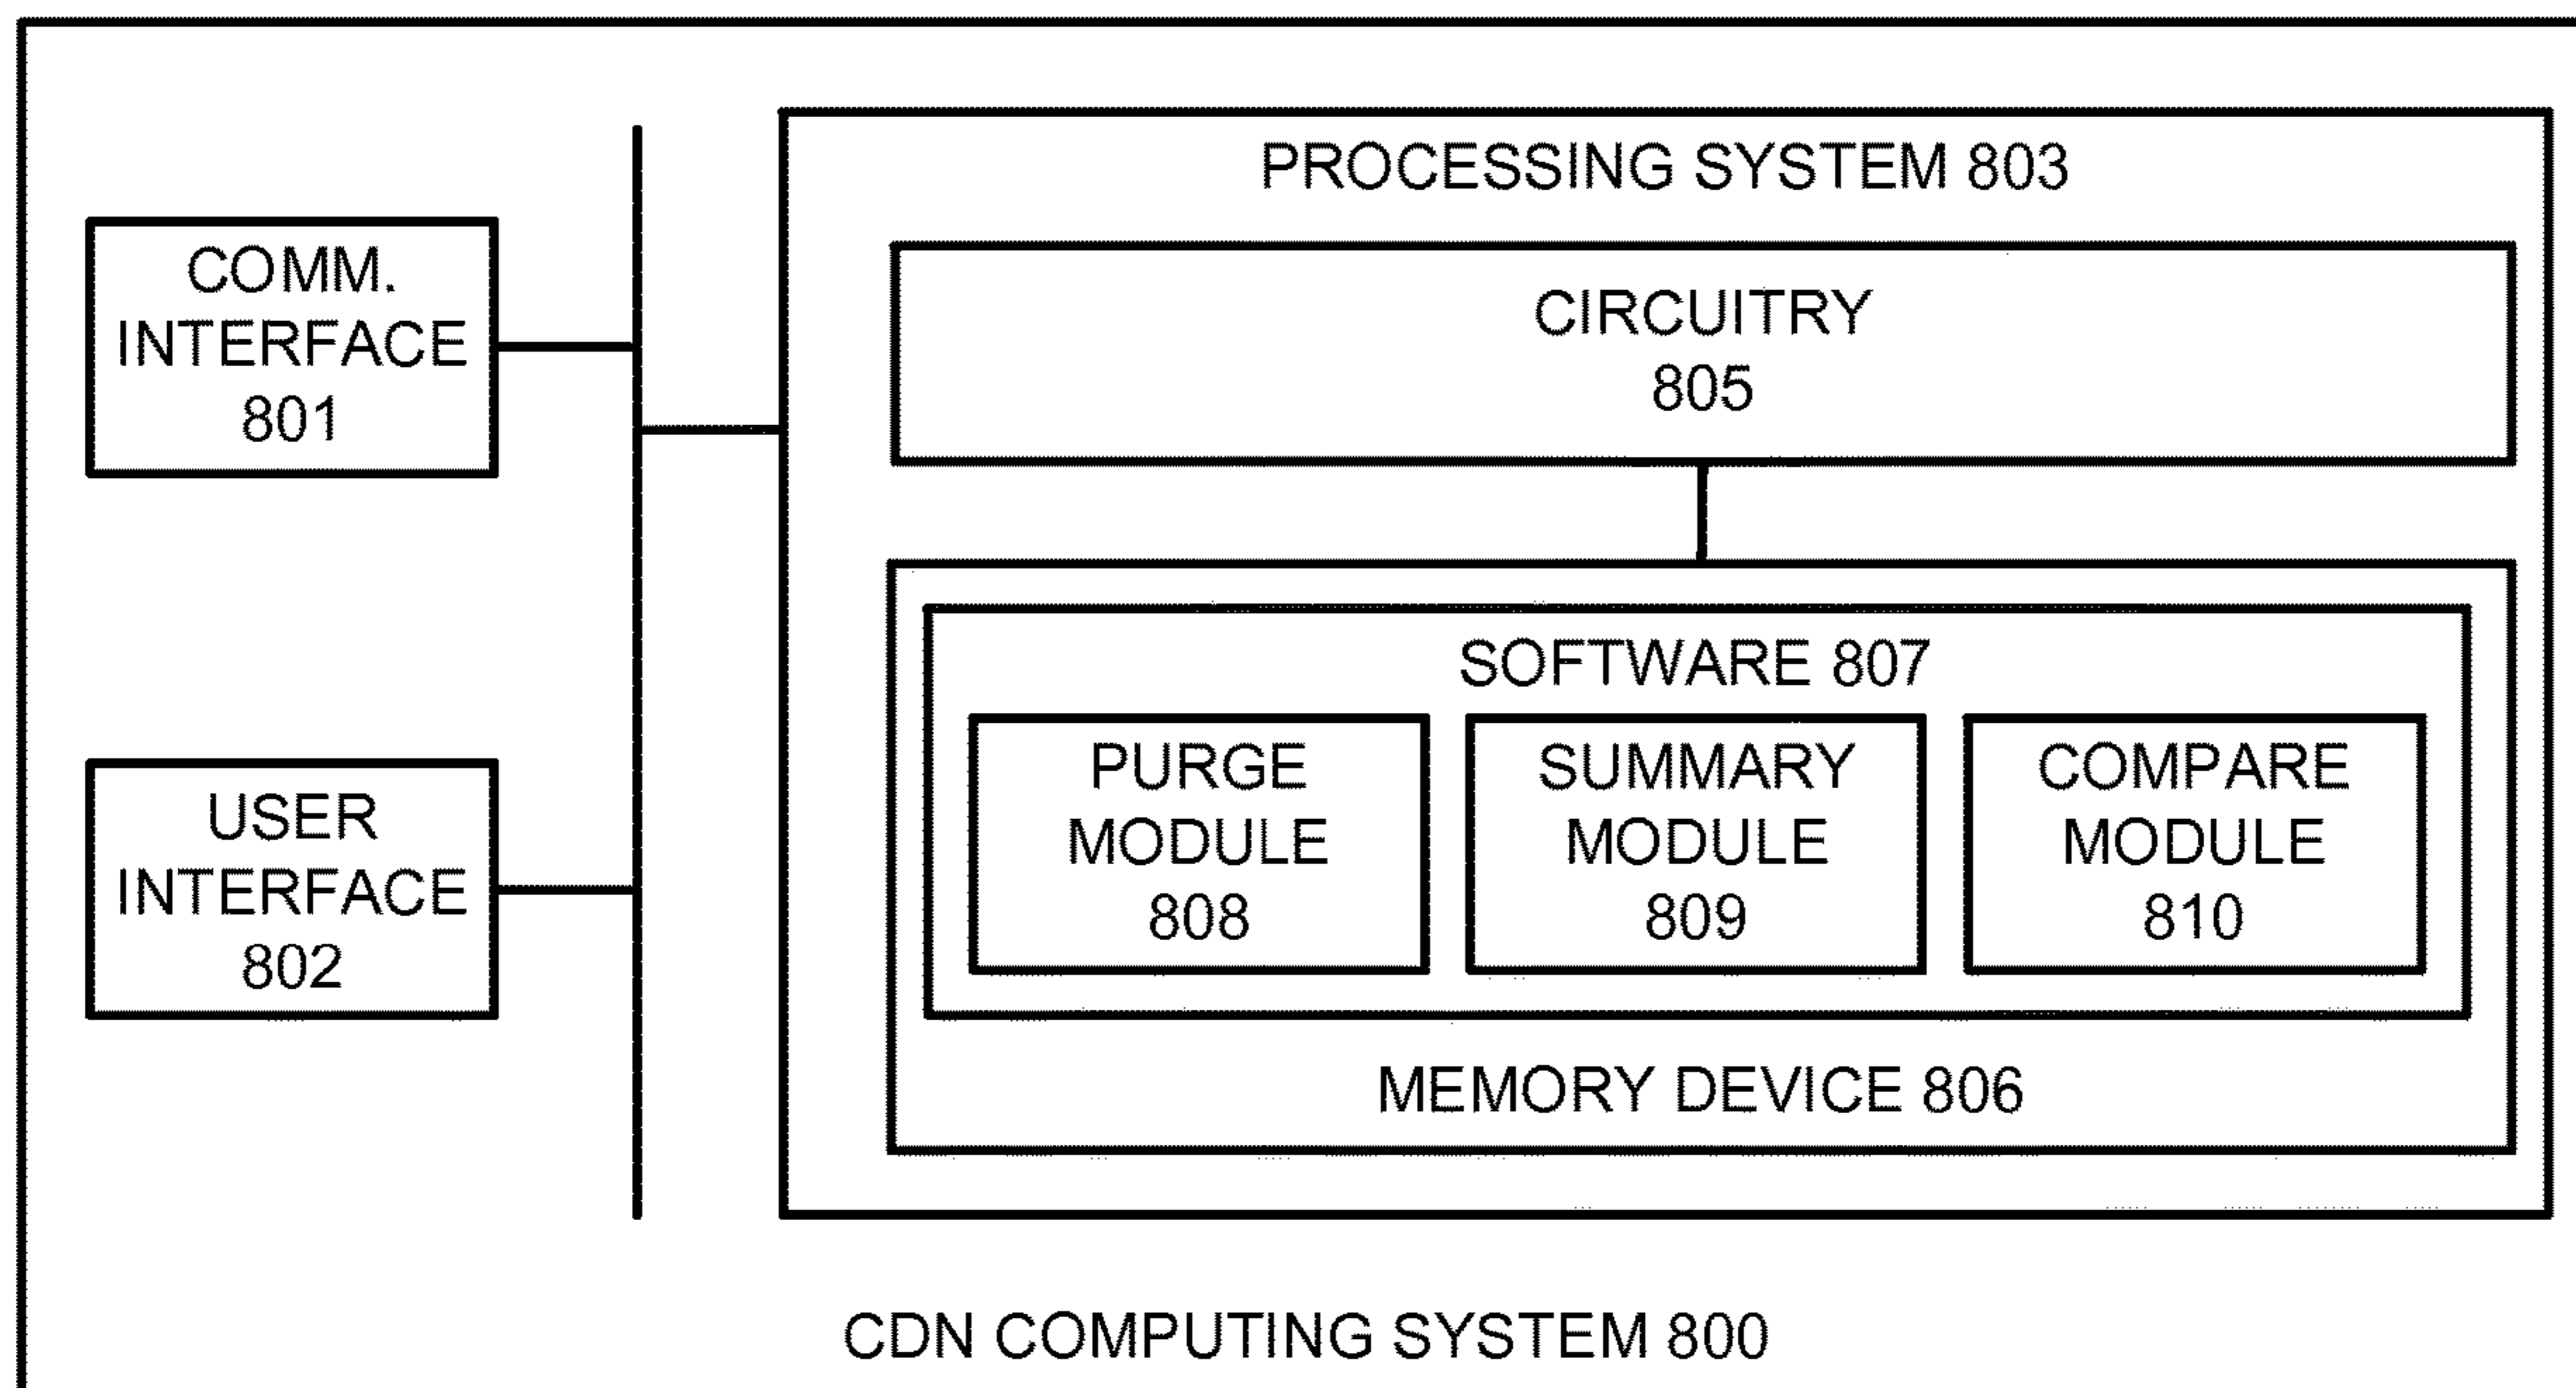 PROCESSING SYSTEM 803
COMM.
INTERFACE
801
CIRCUITRY
805
SOFTWARE 807
PURGE
MODULE
808
SUMMARY
MODULE
809
COMPARE
MODULE
810
USER
INTERFACE
802
MEMORY DEVICE 806
CDN COMPUTING SYSTEM 800